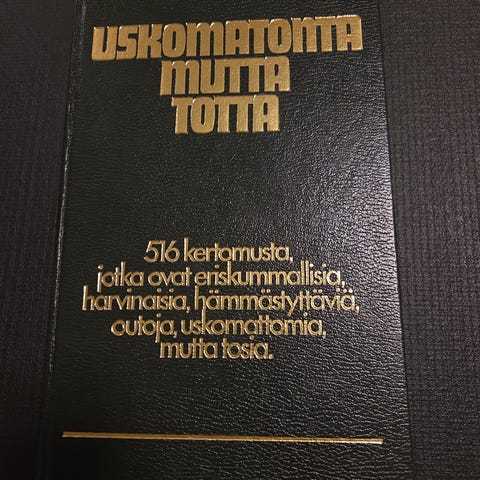 USKOMATONTA
MUTTA
TOTTA
516 kertomusta,
jotka ovat eriskummallisia,
harvinaisia, hämmästyttäviä,
outoja, uskomattomia,
mutta tosia.